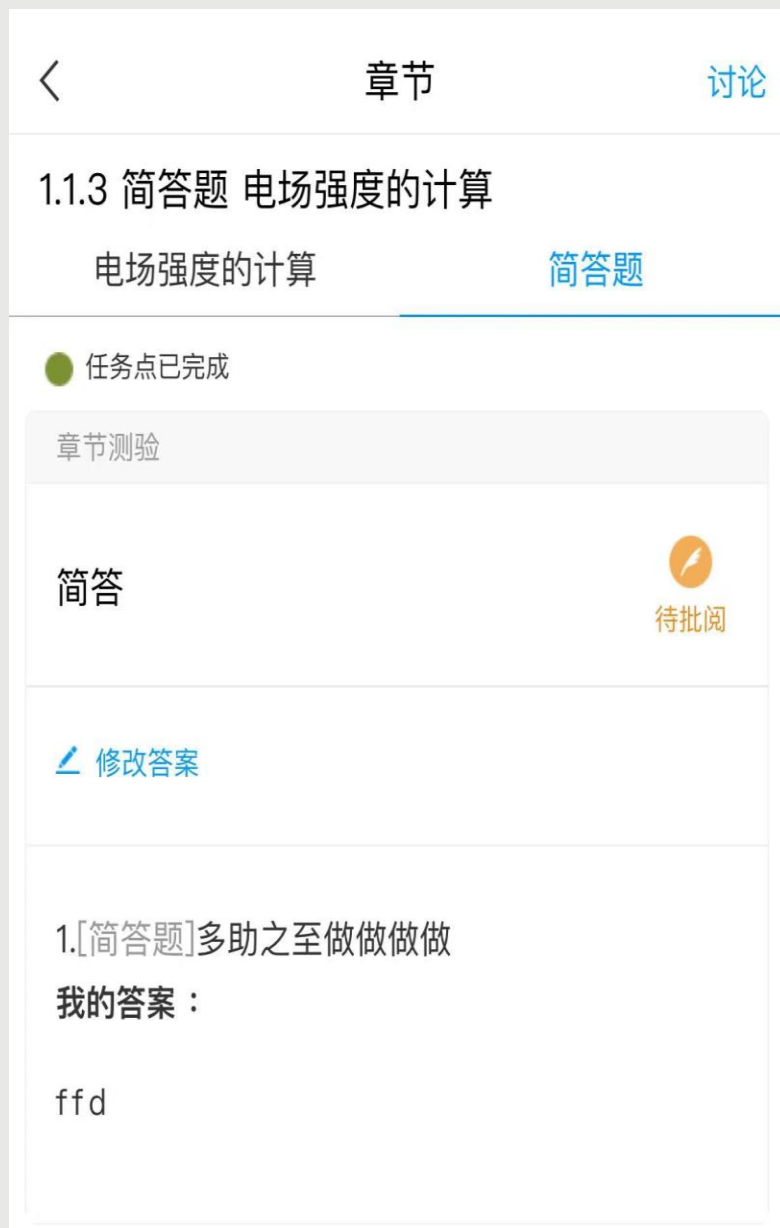 章节 讨论
1.1.3 简答题 电场强度的计算
电场强度的计算 简答题
任务点已完成
章节测验
简答
待批阅
修改答案
1.[简答题]多助之至做做做做
我的答案：
ffd